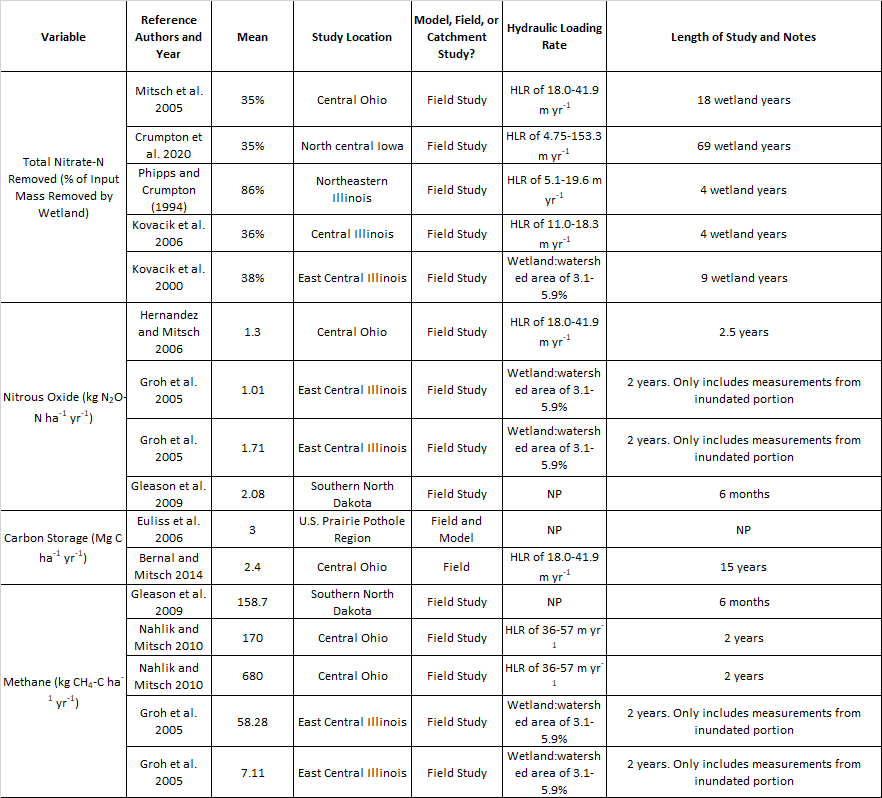 Variable
Reference
Authors and
Year
Mean
Study Location
Model, Field, or
Catchment
Study?
Hydraulic Loading
Rate
Length of Study and Notes
Total Nitrate-N
Removed (% of Input
Mass Removed by
Wetland)
Mitsch et al.
2005
35%
Central Ohio
Field Study
HLR of 18.0-41.9
m yr-1
18 wetland years
Crumpton et
al. 2020
35%
North central Iowa
Field Study
HLR of 4.75-153.3
m yr-1
69 wetland years
Phipps and
Crumpton
(1994)
86%
Northeastern
Illinois
Field Study
HLR of 5.1-19.6 m
yr-1
4 wetland years
Kovacik et al.
2006
36%
Central Illinois
Field Study
HLR of 11.0-18.3
m yr-1
4 wetland years
Kovacik et al.
2000
38%
East Central Illinois
Field Study
Wetland:watersh
ed area of 3.1-
5.9%
9 wetland years
Nitrous Oxide (kg N2O-
N ha-1 yr-1)
Hernandez
and Mitsch
2006
1.3
Central Ohio
Field Study
HLR of 18.0-41.9
m yr-1
2.5 years
Groh et al.
2005
1.01
East Central Illinois
Field Study
Wetland:watersh
ed area of 3.1-
5.9%
2 years. Only includes measurements from
inundated portion
Groh et al.
2005
1.71
East Central Illinois
Field Study
Wetland:watersh
ed area of 3.1-
5.9%
2 years. Only includes measurements from
inundated portion
Gleason et al.
2009
2.08
Southern North
Dakota
Field Study
NP
6 months
Carbon Storage (Mg C
ha-1 yr-1)
Euliss et al.
2006
3
U.S. Prairie Pothole
Region
Field and
Model
NP
NP
Bernal and
Mitsch 2014
2.4
Central Ohio
Field
HLR of 18.0-41.9
m yr-1
15 years
Methane (kg CH4-C ha-
1 yr-1)
Gleason et al.
2009
158.7
Southern North
Dakota
Field Study
NP
6 months
Nahlik and
Mitsch 2010
170
Central Ohio
Field Study
HLR of 36-57 m yr-
1
2 years
Nahlik and
Mitsch 2010
680
Central Ohio
Field Study
HLR of 36-57 m yr-
1
2 years
Groh et al.
2005
58.28
East Central Illinois
Field Study
Wetland:watersh
ed area of 3.1-
5.9%
2 years. Only includes measurements from
inundated portion
Groh et al.
2005
7.11
East Central Illinois
Field Study
Wetland:watersh
ed area of 3.1-
5.9%
2 years. Only includes measurements from
inundated portion